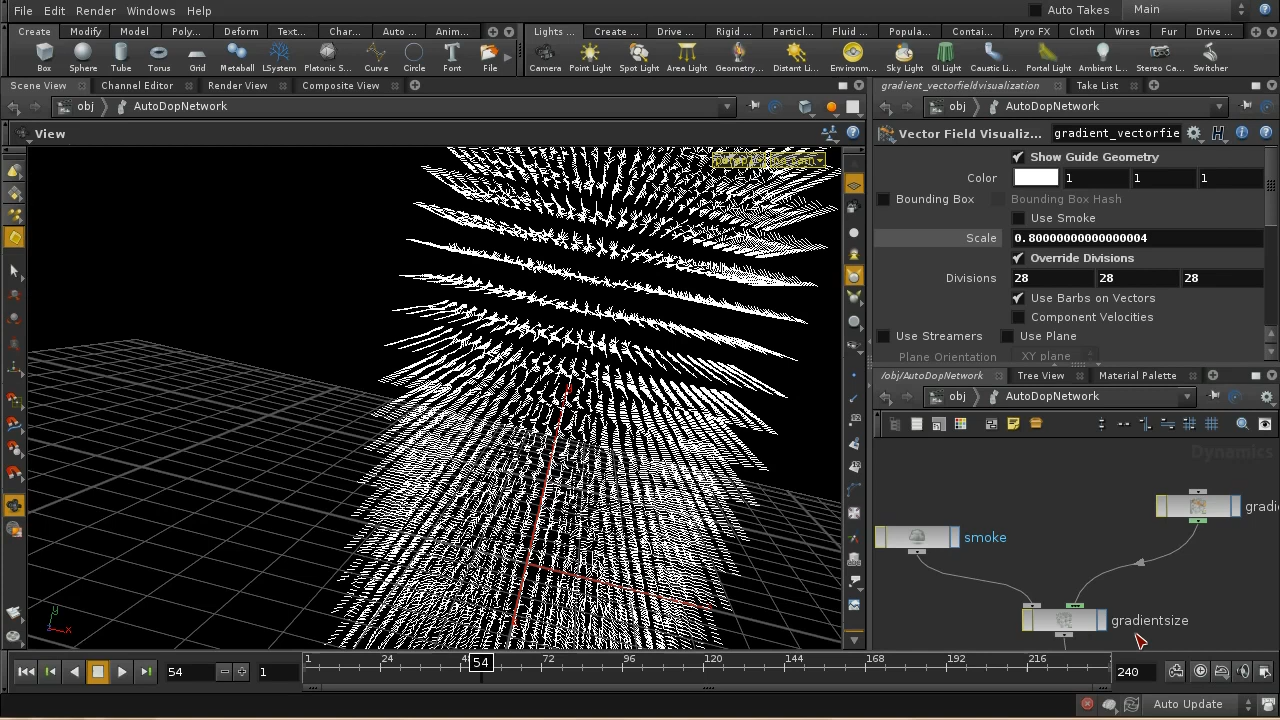 File Edit Render Windows Help Auto Takes Main
Create Modify Model Poly... Deform Text... Char... Auto ... Anim... Lights ... Create ... Drive ... Rigid ... Particl... Fluid ... Popula... Contai... Pyro FX Cloth Wires Fur Drive ...
Box Sphere Tube Torus Grid Metaball LSystem Platonic S... Curve Circle Font File Camera Point Light Spot Light Area Light Geometry... Distant Li... Environm... Sky Light GI Light Caustic Li... Portal Light Ambient L... Stereo Ca... Switcher
Scene View Channel Editor Render View Composite View gradient_vectorfieldvisualization Take List
obj AutoDopNetwork obj AutoDopNetwork
View Vector Field Visualiz... gradient_vectorfie
Show Guide Geometry
Color 1 1 1
Bounding Box Bounding Box Hash
Use Smoke
Scale 0.80000000000000004
Override Divisions
Divisions 28 28 28
Use Barbs on Vectors
Component Velocities
Use Streamers Use Plane
Plane Orientation XY plane
/obj/AutoDopNetwork Tree View Material Palette
obj AutoDopNetwork
Dynamics
gradi
smoke
gradientsize
y
x
54 1 1 24 54 72 96 120 144 168 192 216 240
Auto Update